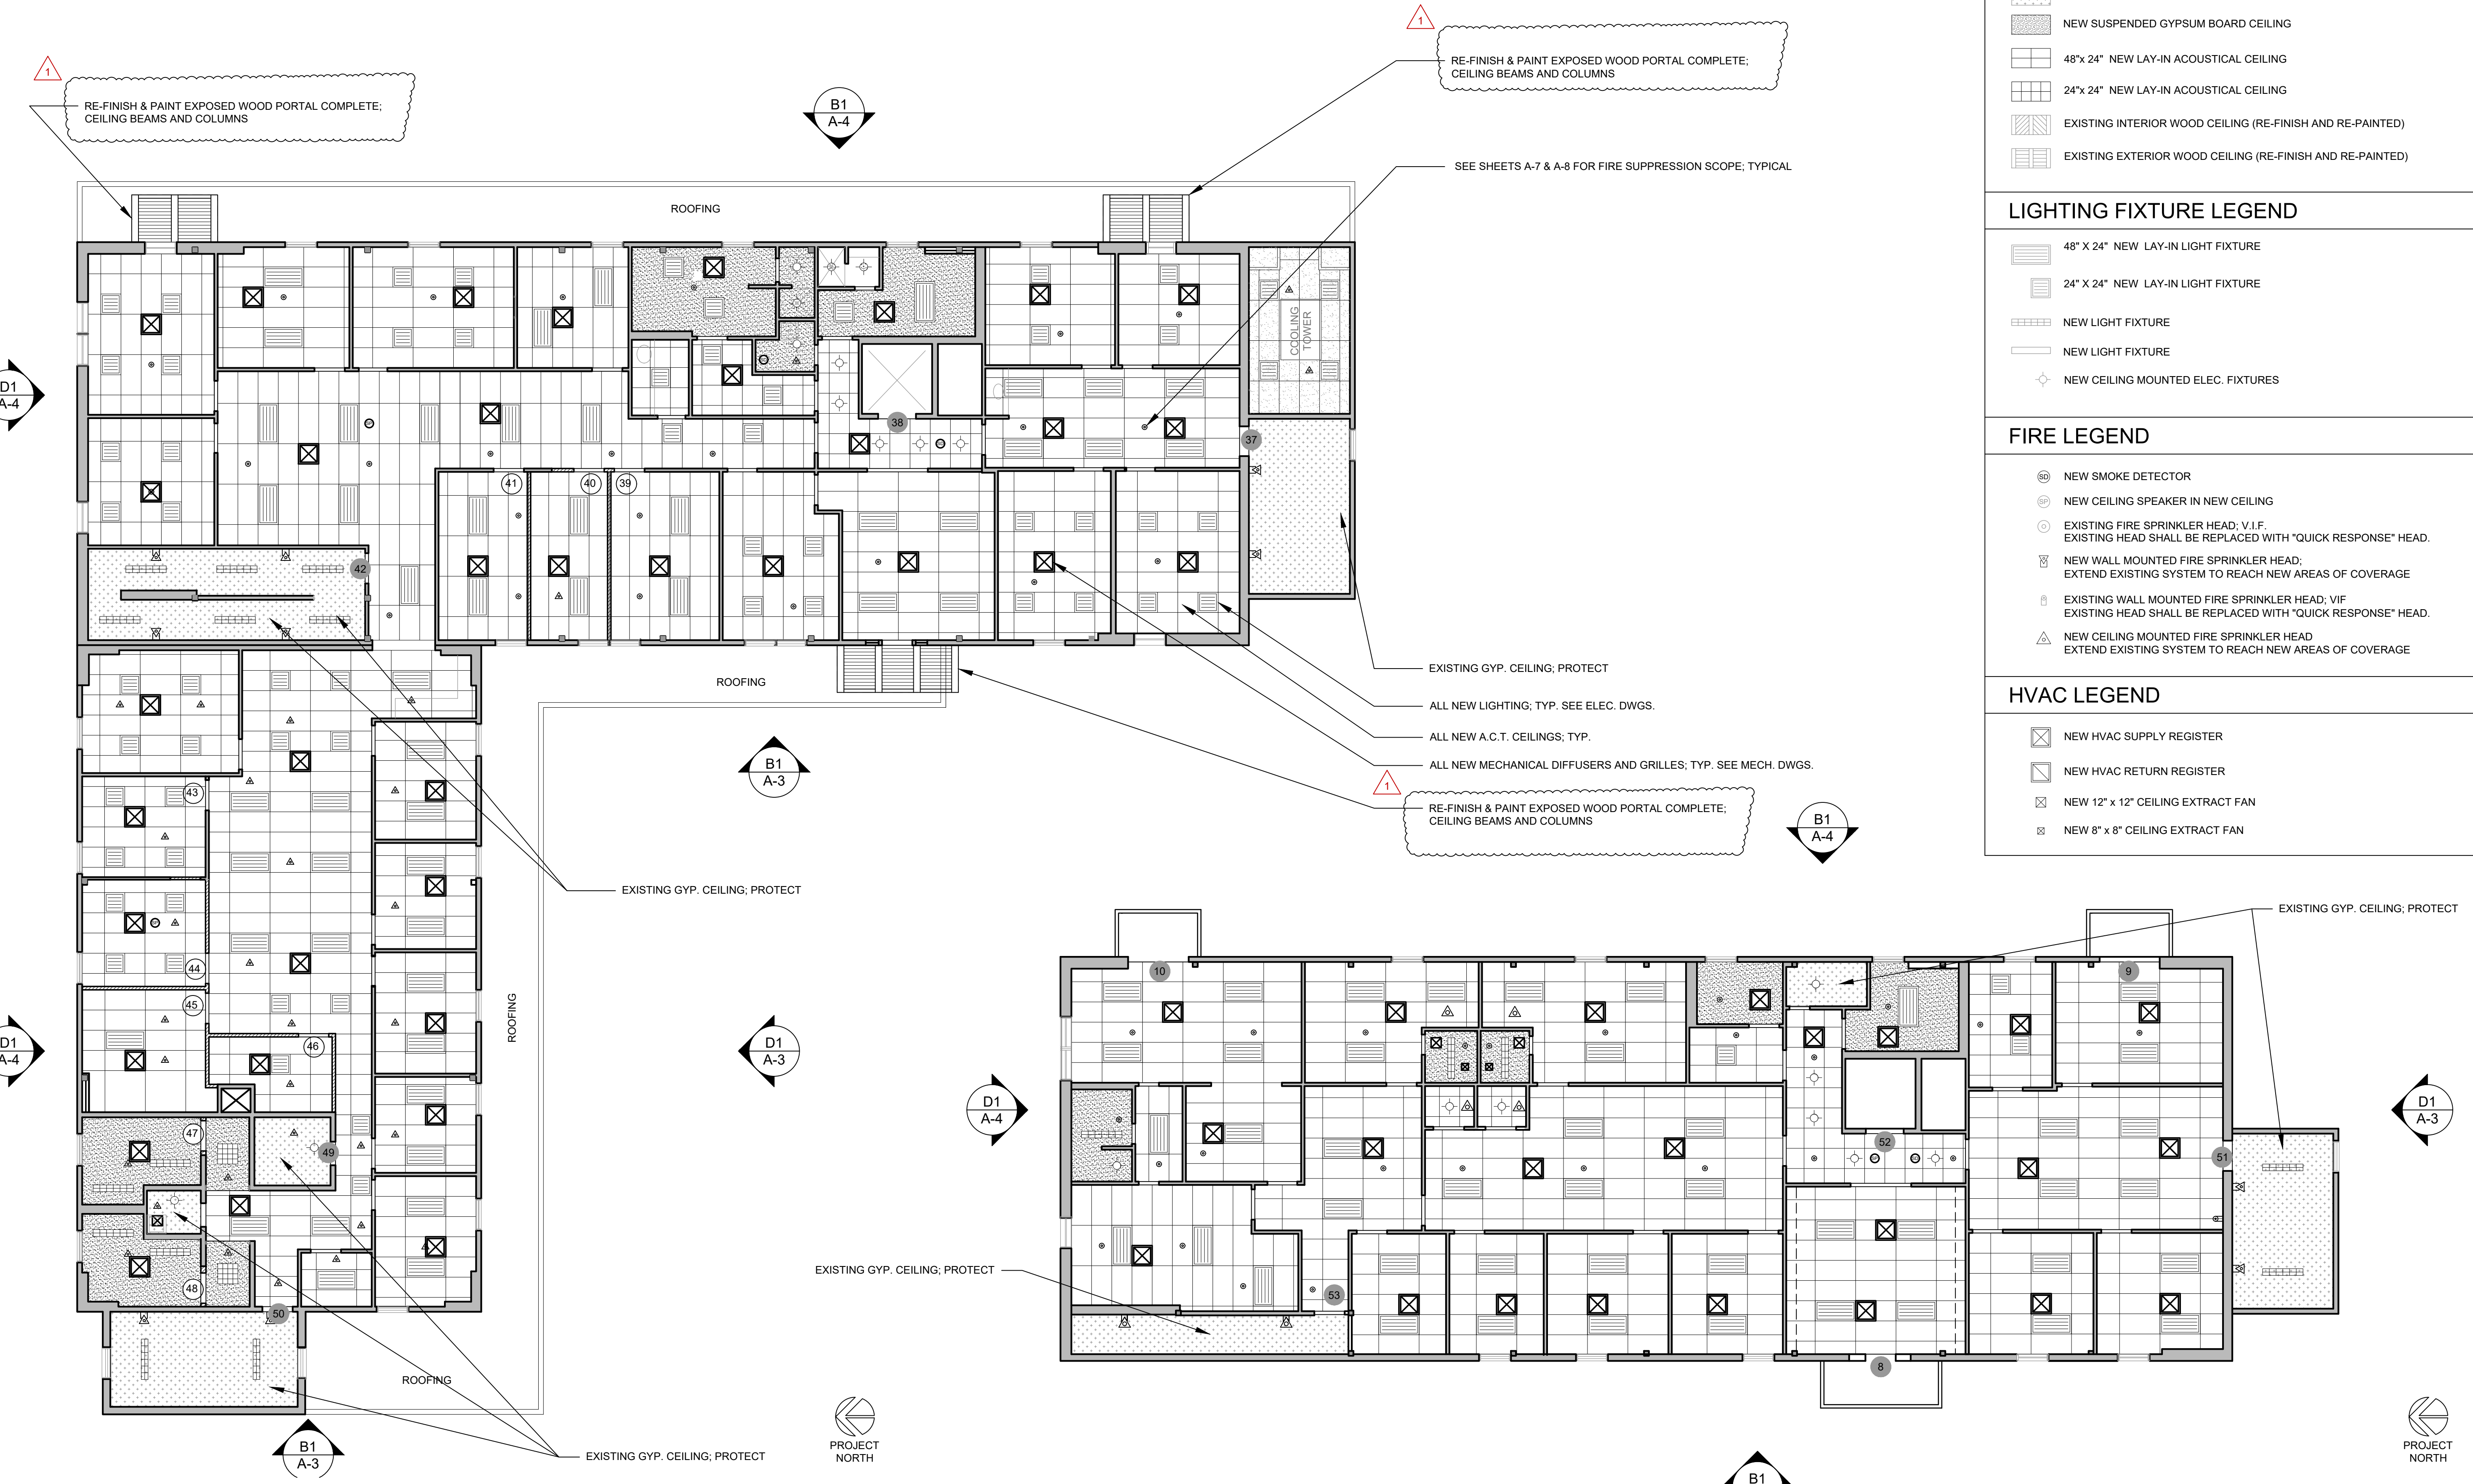 1
RE-FINISH & PAINT EXPOSED WOOD PORTAL COMPLETE;
CEILING BEAMS AND COLUMNS
B1
A-4
1
RE-FINISH & PAINT EXPOSED WOOD PORTAL COMPLETE;
CEILING BEAMS AND COLUMNS
SEE SHEETS A-7 & A-8 FOR FIRE SUPPRESSION SCOPE; TYPICAL
ROOFING
COOLING
TOWER
D1
A-4
38
37
41
40
39
42
ROOFING
EXISTING GYP. CEILING; PROTECT
ALL NEW LIGHTING; TYP. SEE ELEC. DWGS.
ALL NEW A.C.T. CEILINGS; TYP.
ALL NEW MECHANICAL DIFFUSERS AND GRILLES; TYP. SEE MECH. DWGS.
1
RE-FINISH & PAINT EXPOSED WOOD PORTAL COMPLETE;
CEILING BEAMS AND COLUMNS
B1
A-3
B1
A-4
43
EXISTING GYP. CEILING; PROTECT
44
45
46
ROOFING
D1
A-4
D1
A-3
47
49
48
50
ROOFING
EXISTING GYP. CEILING; PROTECT
B1
A-3
PROJECT
NORTH
EXISTING GYP. CEILING; PROTECT
10
9
D1
A-4
D1
A-3
52
51
EXISTING GYP. CEILING; PROTECT
53
8
B1
PROJECT
NORTH
NEW SUSPENDED GYPSUM BOARD CEILING
48"x 24" NEW LAY-IN ACOUSTICAL CEILING
24"x 24" NEW LAY-IN ACOUSTICAL CEILING
EXISTING INTERIOR WOOD CEILING (RE-FINISH AND RE-PAINTED)
EXISTING EXTERIOR WOOD CEILING (RE-FINISH AND RE-PAINTED)
LIGHTING FIXTURE LEGEND
48" X 24" NEW LAY-IN LIGHT FIXTURE
24" X 24" NEW LAY-IN LIGHT FIXTURE
NEW LIGHT FIXTURE
NEW LIGHT FIXTURE
NEW CEILING MOUNTED ELEC. FIXTURES
FIRE LEGEND
SD NEW SMOKE DETECTOR
SP NEW CEILING SPEAKER IN NEW CEILING
EXISTING FIRE SPRINKLER HEAD; V.I.F.
EXISTING HEAD SHALL BE REPLACED WITH "QUICK RESPONSE" HEAD.
NEW WALL MOUNTED FIRE SPRINKLER HEAD;
EXTEND EXISTING SYSTEM TO REACH NEW AREAS OF COVERAGE
EXISTING WALL MOUNTED FIRE SPRINKLER HEAD; VIF
EXISTING HEAD SHALL BE REPLACED WITH "QUICK RESPONSE" HEAD.
NEW CEILING MOUNTED FIRE SPRINKLER HEAD
EXTEND EXISTING SYSTEM TO REACH NEW AREAS OF COVERAGE
HVAC LEGEND
NEW HVAC SUPPLY REGISTER
NEW HVAC RETURN REGISTER
NEW 12" x 12" CEILING EXTRACT FAN
NEW 8" x 8" CEILING EXTRACT FAN